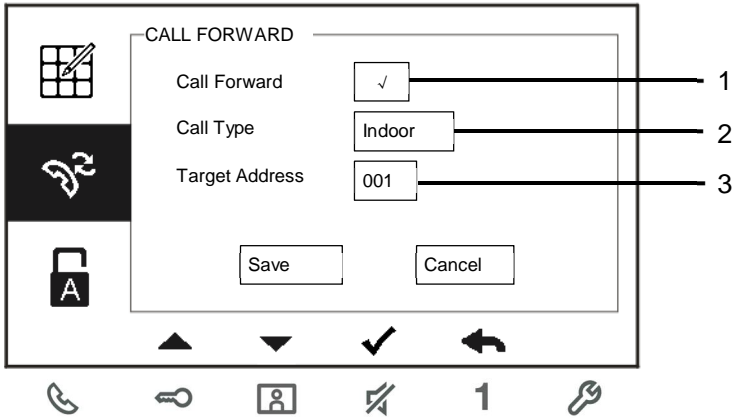 CALL FORWARD
Call Forward √ 1
Call Type Indoor 2
Target Address 001 3
Save Cancel
A
1